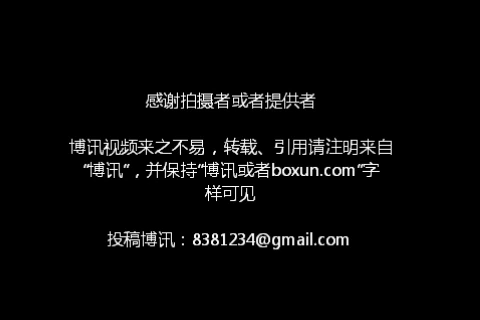 感谢拍摄者或者提供者
博讯视频来之不易，转载、引用请注明来自
“博讯”，并保持“博讯或者boxun.com”字
样可见
投稿博讯：8381234@gmail.com